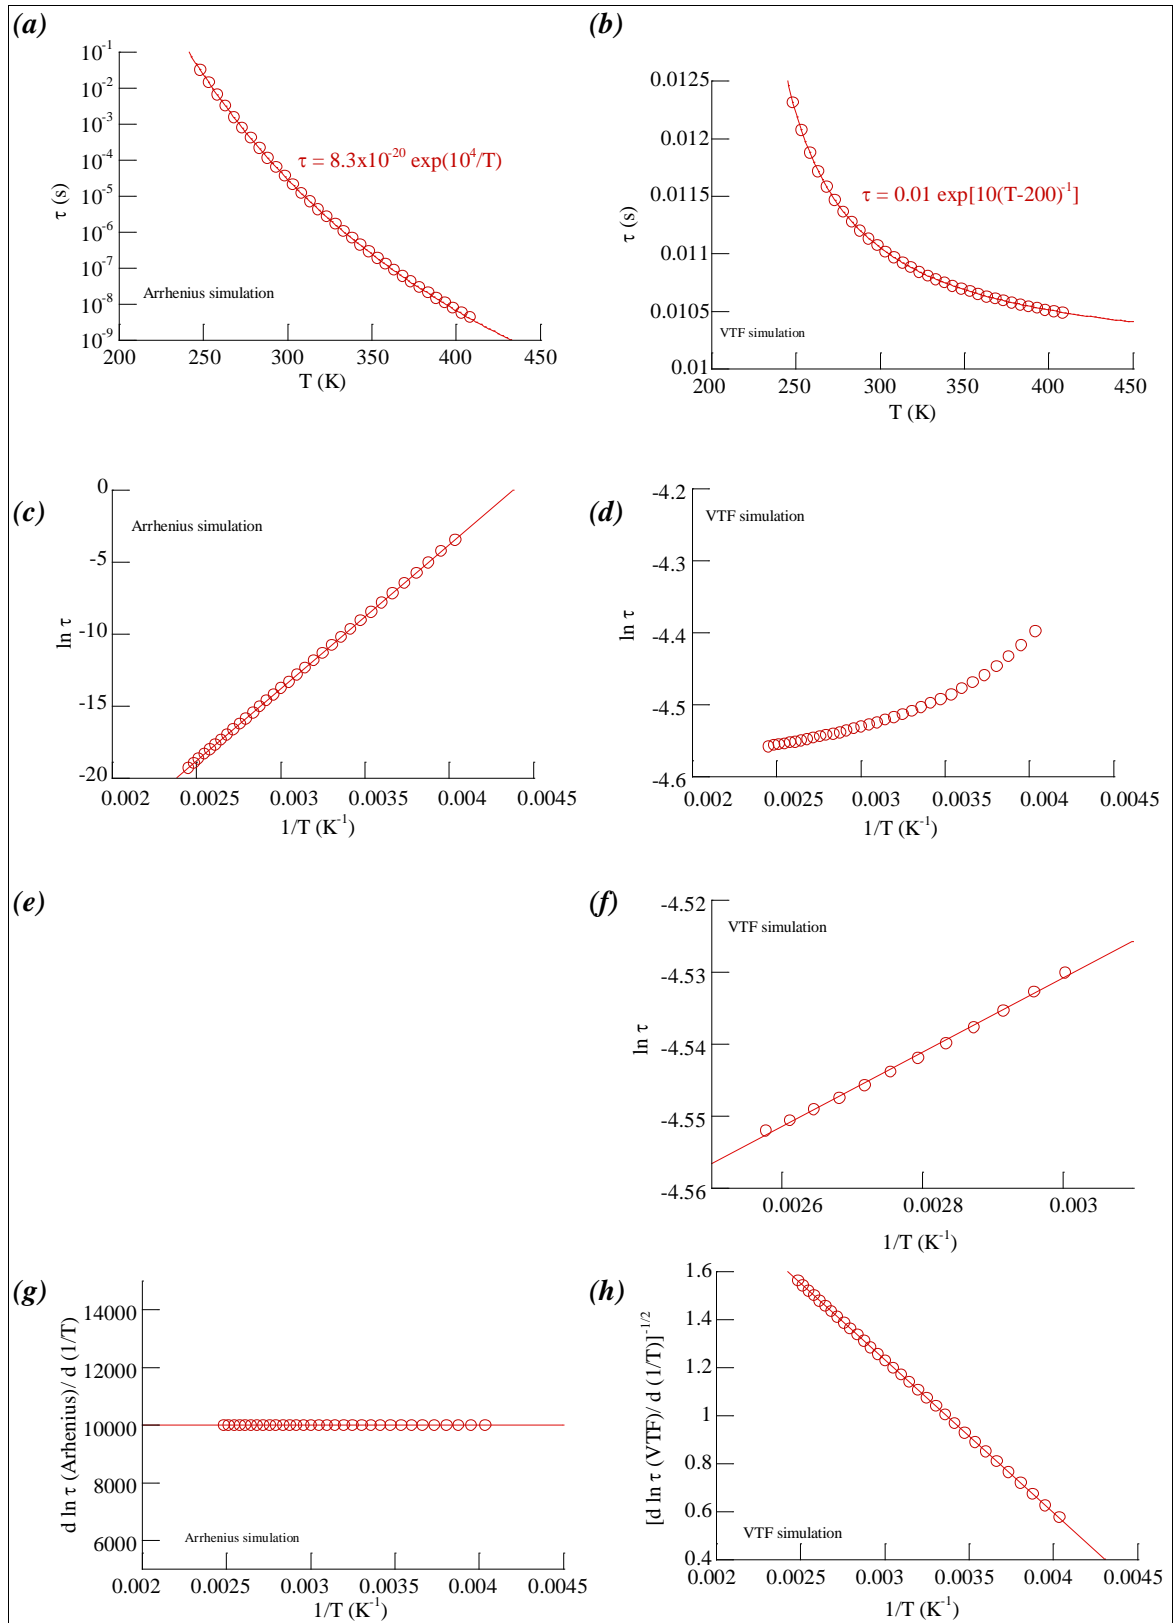 (a)
10-1
10-2
10-3
10-4
10-5
10-6
10-7
10-8
10-9
τ (s)
τ = 8.3x10-20 exp(104/T)
Arrhenius simulation
200 250 300 350 400 450
T (K)
(b)
0.0125
0.012
0.0115
0.011
0.0105
0.01
τ (s)
τ = 0.01 exp[10(T-200)-1]
VTF simulation
200 250 300 350 400 450
T (K)
(c)
0
-5
-10
-15
-20
ln τ
Arrhenius simulation
0.002 0.0025 0.003 0.0035 0.004 0.0045
1/T (K-1)
(d)
-4.2
-4.3
-4.4
-4.5
-4.6
ln τ
VTF simulation
0.002 0.0025 0.003 0.0035 0.004 0.0045
1/T (K-1)
(e)
(f)
-4.52
-4.53
-4.54
-4.55
-4.56
ln τ
VTF simulation
0.0026 0.0028 0.003
1/T (K-1)
(g)
14000
12000
10000
8000
6000
d ln τ (Arhenius)/ d (1/T)
Arrhenius simulation
0.002 0.0025 0.003 0.0035 0.004 0.0045
1/T (K-1)
(h)
1.6
1.4
1.2
1
0.8
0.6
0.4
[d ln τ (VTF)/ d (1/T)]-1/2
VTF simulation
0.002 0.0025 0.003 0.0035 0.004 0.0045
1/T (K-1)